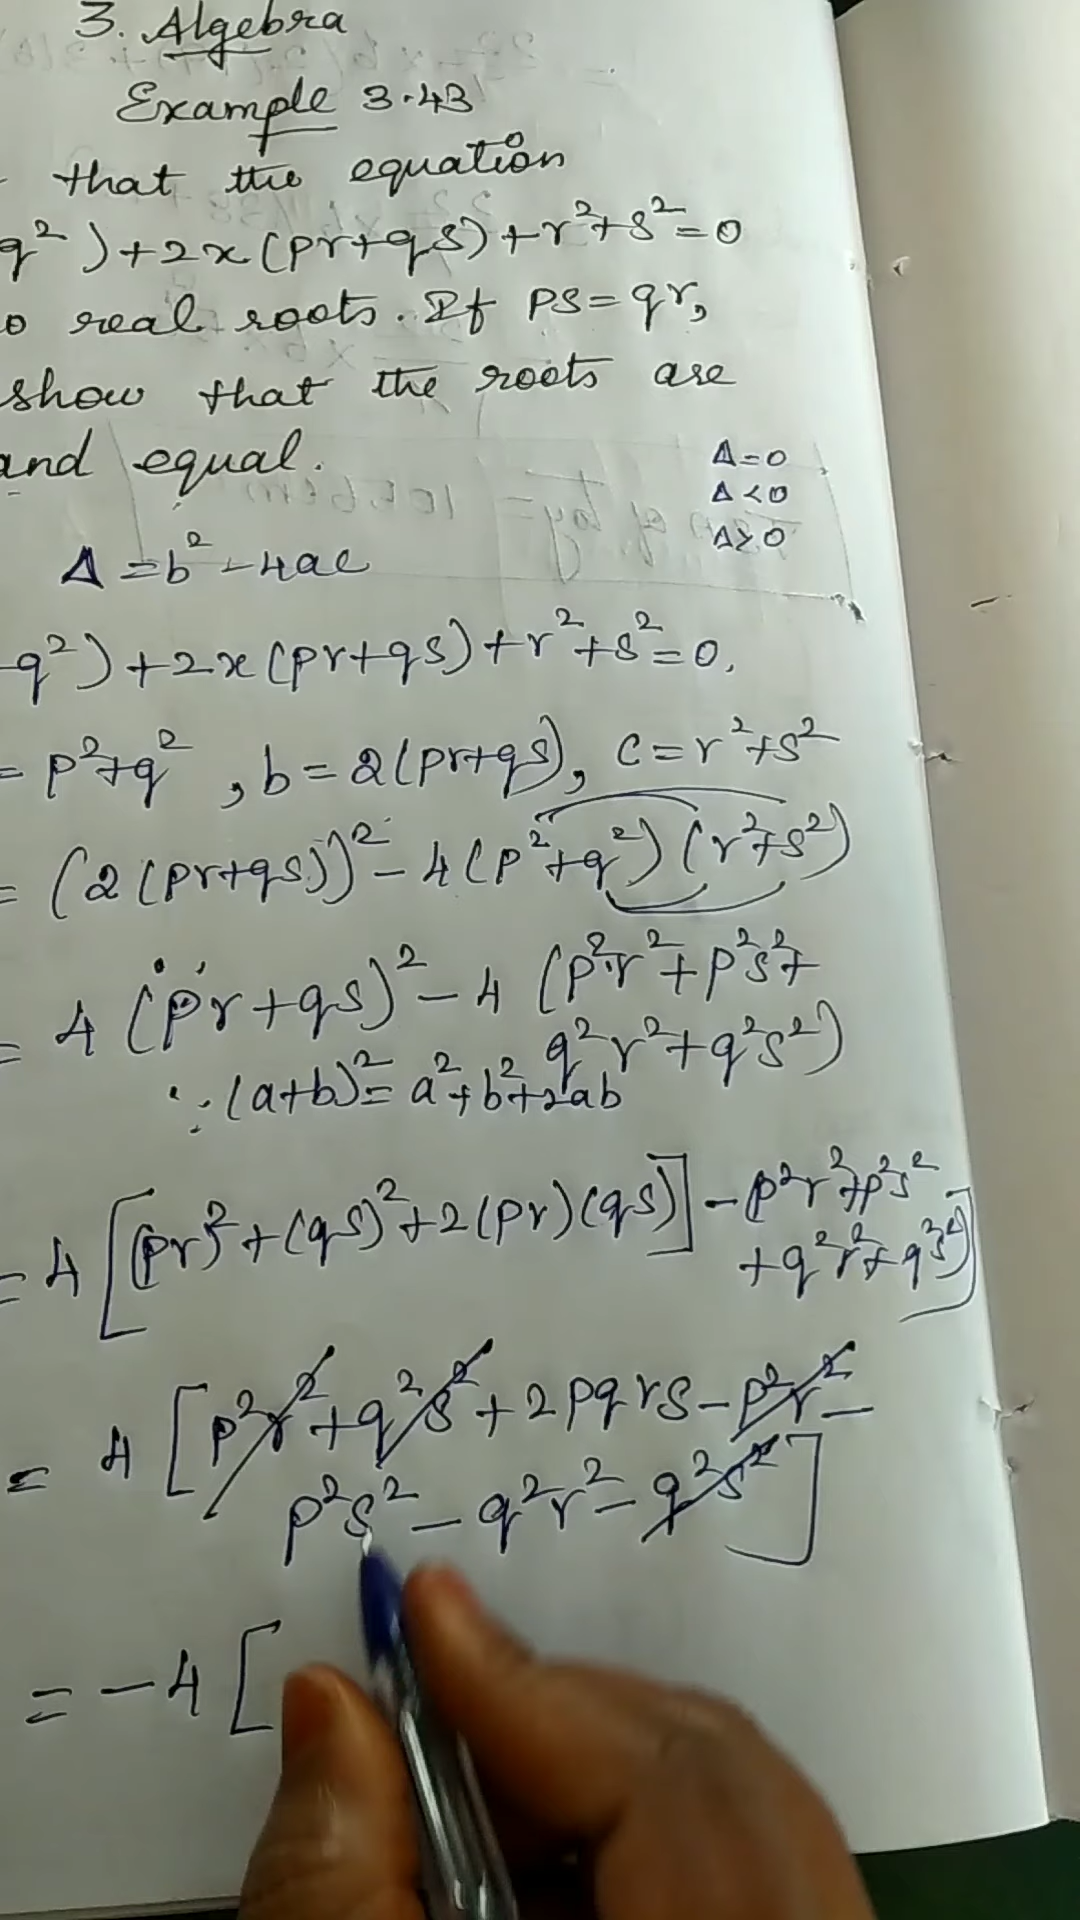 3. Algebra
Example 3.43
that the equation
q²)+2x(pr+qs)+r²+s²=0
o real roots. If ps=qr,
show that the roots are
and equal.
Δ=0
Δ<0
Δ>0
Δ=b²-4ac
-q²)+2x(pr+qs)+r²+s²=0.
= p²+q², b=2(pr+qs), c=r²+s²
= (2(pr+qs))²-4(p²+q²)(r²+s²)
= 4(pr+qs)²-4(p²r²+p²s²+
q²r²+q²s²)
∵(a+b)²=a²+b²+2ab
=4[(pr)²+(qs)²+2(pr)(qs)]-(p²r²+p²s²
+q²r²+q²s²)]
= 4[p²r²+q²s²+2pqrs-p²r²-
p²s²-q²r²-q²s²]
=-4[